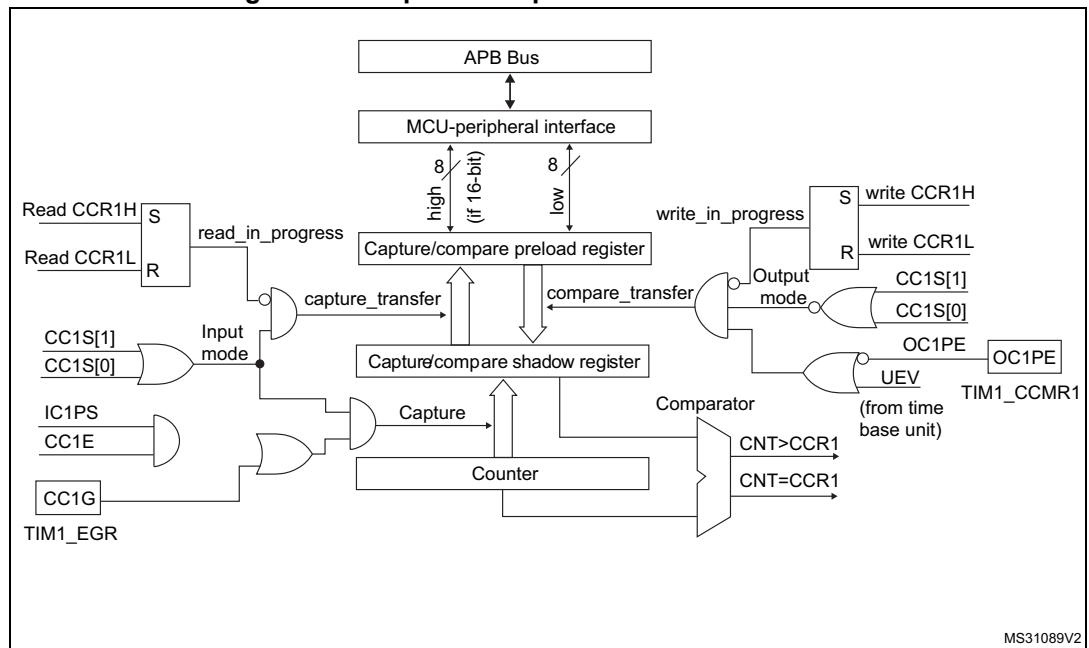 APB Bus
MCU-peripheral interface
8
8
high
(if 16-bit)
low
Read CCR1H
S
Read CCR1L
R
read_in_progress
write_in_progress
S
write CCR1H
R
write CCR1L
Capture/compare preload register
capture_transfer
compare_transfer
Output
mode
CC1S[1]
CC1S[0]
CC1S[1]
CC1S[0]
Input
mode
Capture/compare shadow register
OC1PE
OC1PE
UEV
TIM1_CCMR1
(from time
base unit)
IC1PS
CC1E
Capture
Comparator
CNT>CCR1
CNT=CCR1
Counter
CC1G
TIM1_EGR
MS31089V2